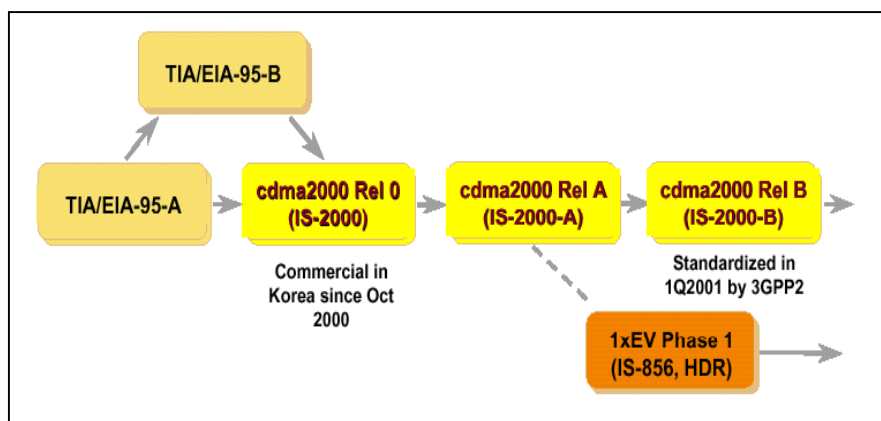 TIA/EIA-95-B
TIA/EIA-95-A
cdma2000 Rel 0
(IS-2000)
cdma2000 Rel A
(IS-2000-A)
cdma2000 Rel B
(IS-2000-B)
Commercial in
Korea since Oct
2000
Standardized in
1Q2001 by 3GPP2
1xEV Phase 1
(IS-856, HDR)